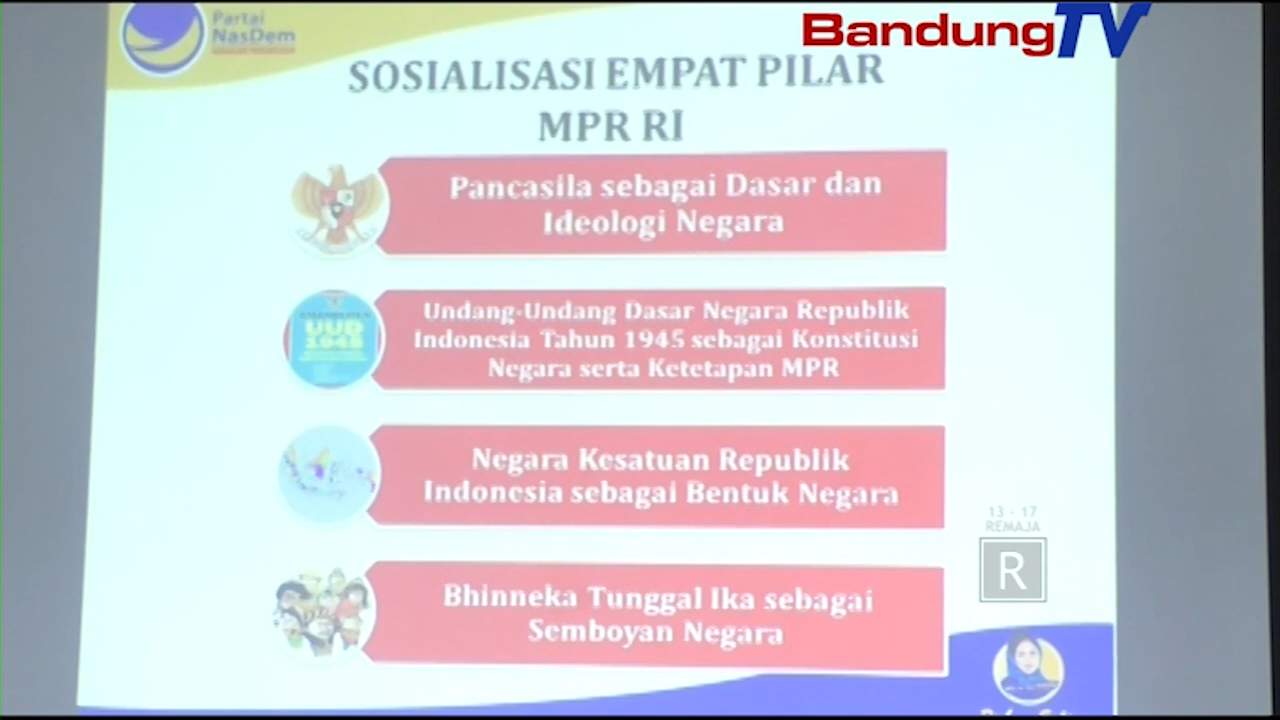 Partai
NasDem
BandungTV
SOSIALISASI EMPAT PILAR
MPR RI
Pancasila sebagai Dasar dan
Ideologi Negara
UUD
1945
Undang-Undang Dasar Negara Republik
Indonesia Tahun 1945 sebagai Konstitusi
Negara serta Ketetapan MPR
Negara Kesatuan Republik
Indonesia sebagai Bentuk Negara
13 - 17
REMAJA
R
Bhinneka Tunggal Ika sebagai
Semboyan Negara